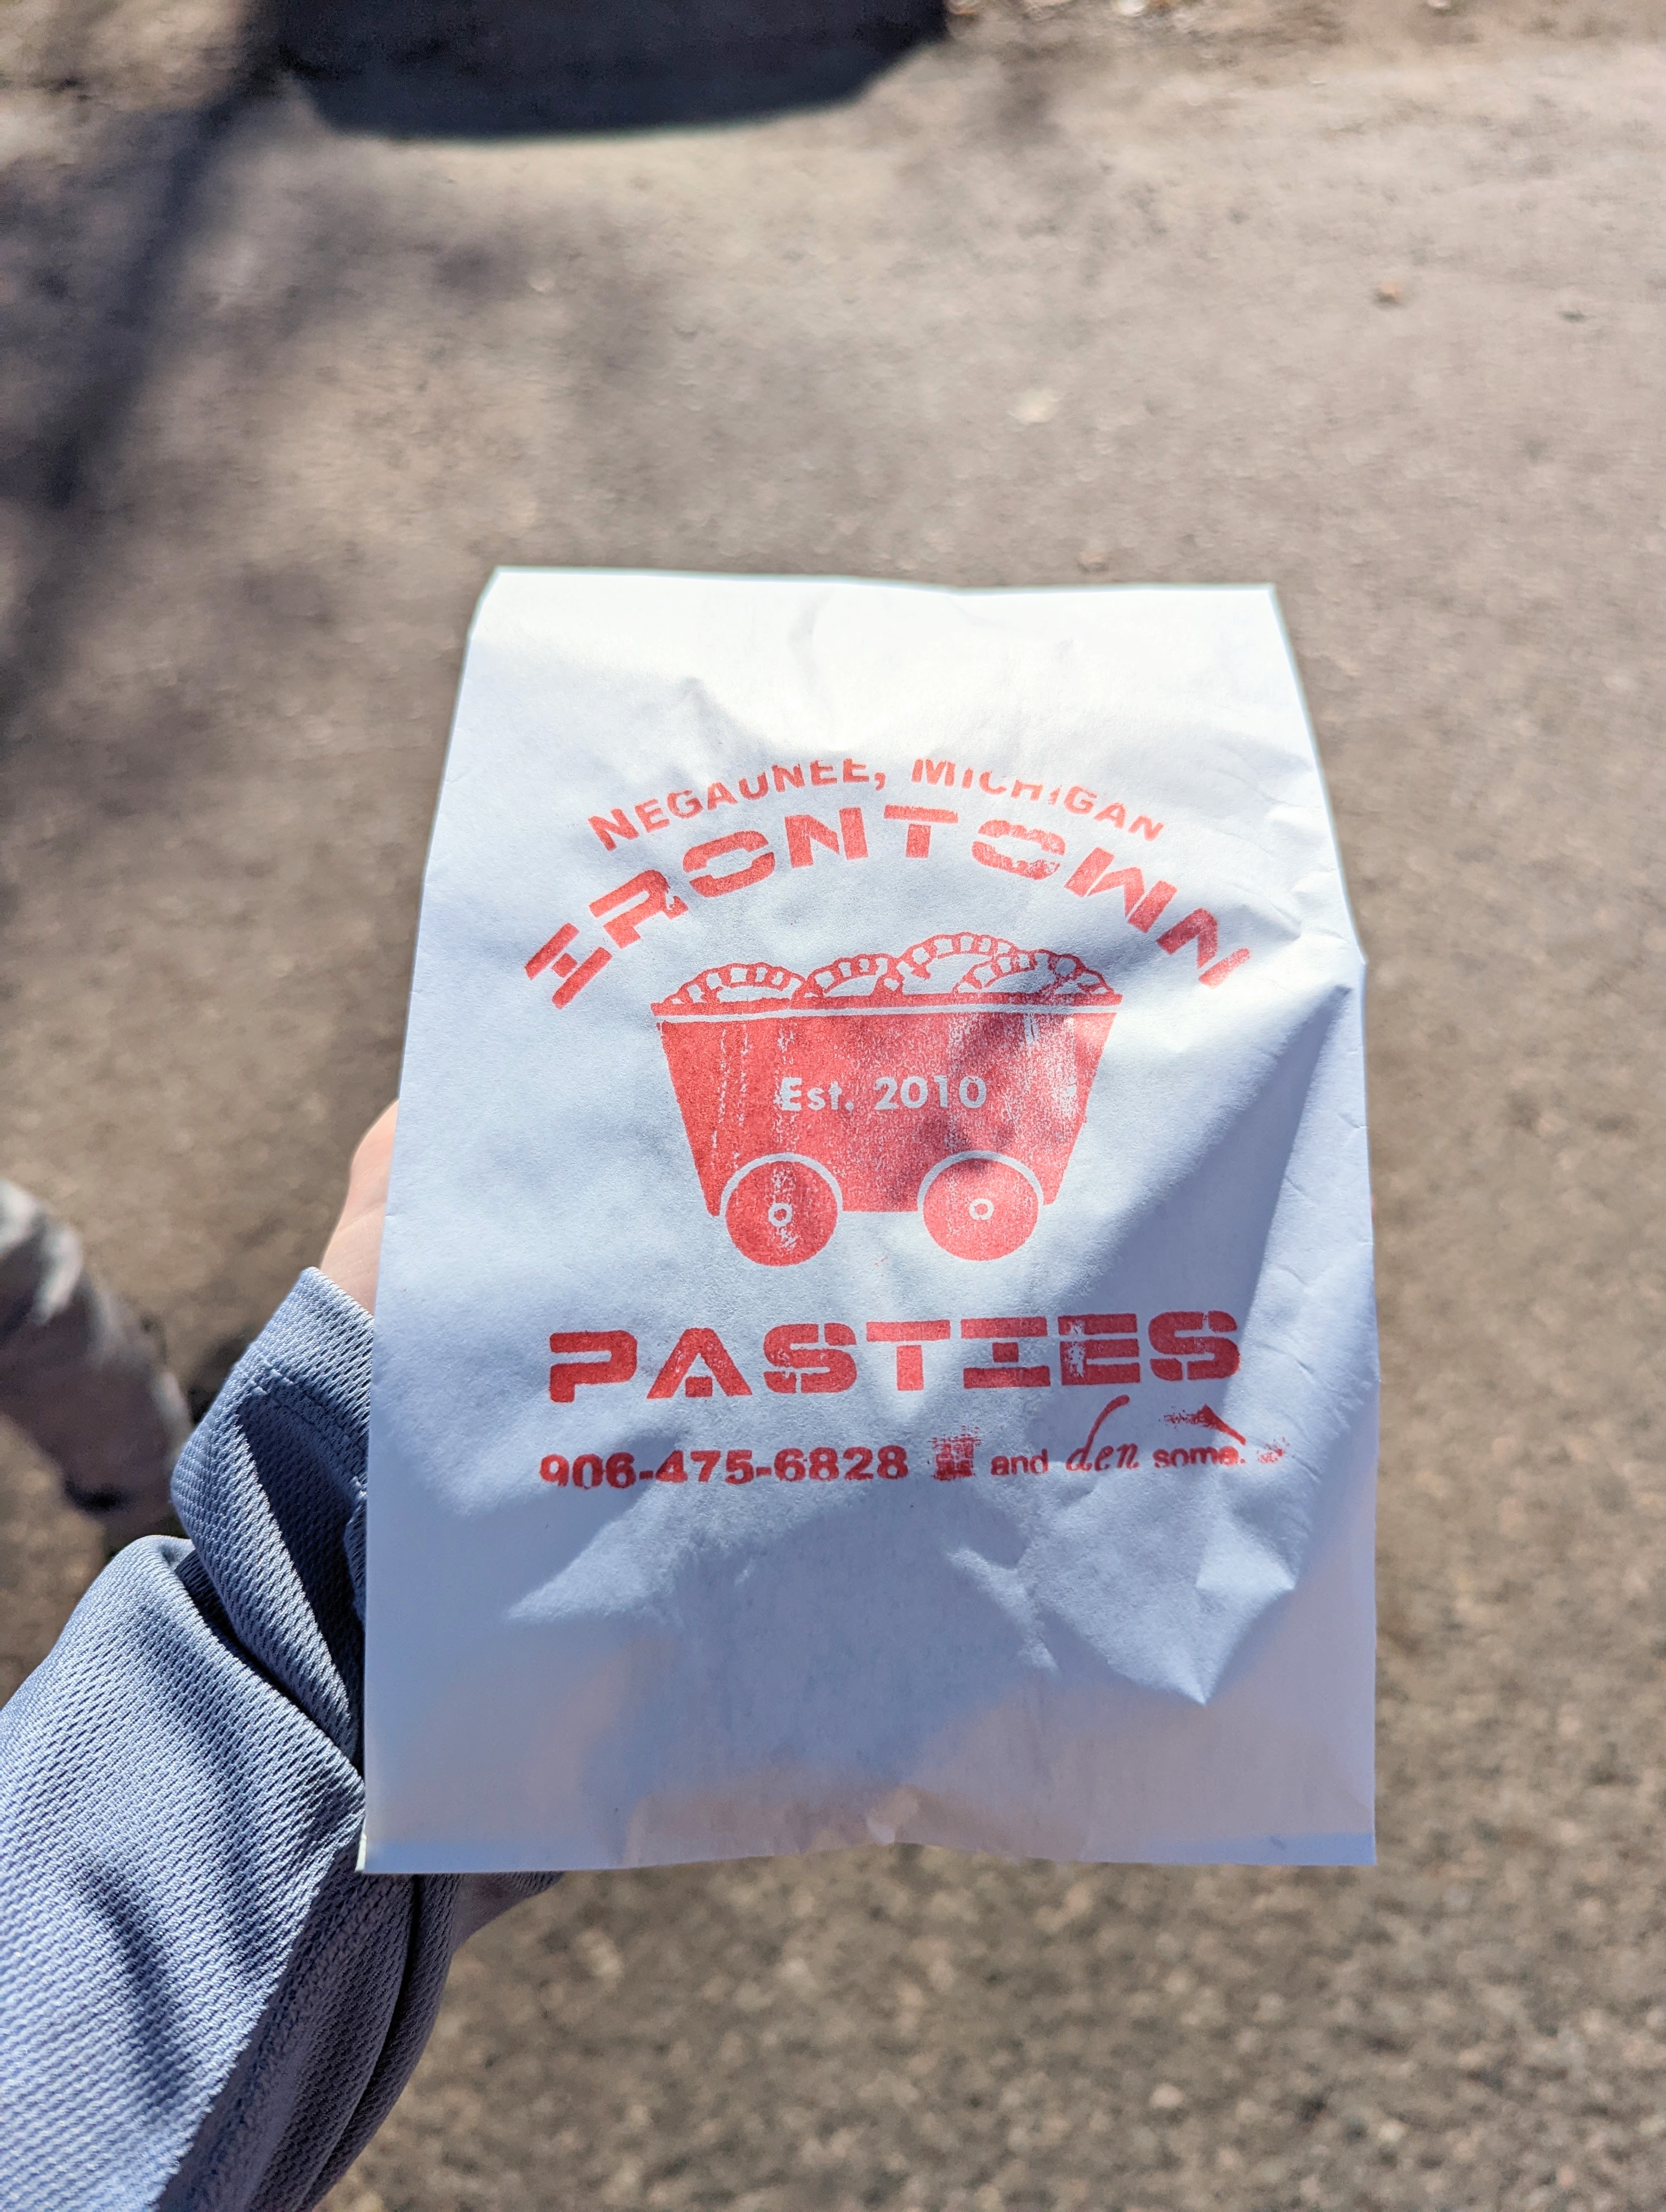 NEGAUNEE, MICHIGAN
IRONTOWN
Est. 2010
PASTIES
906-475-6828 and den some.